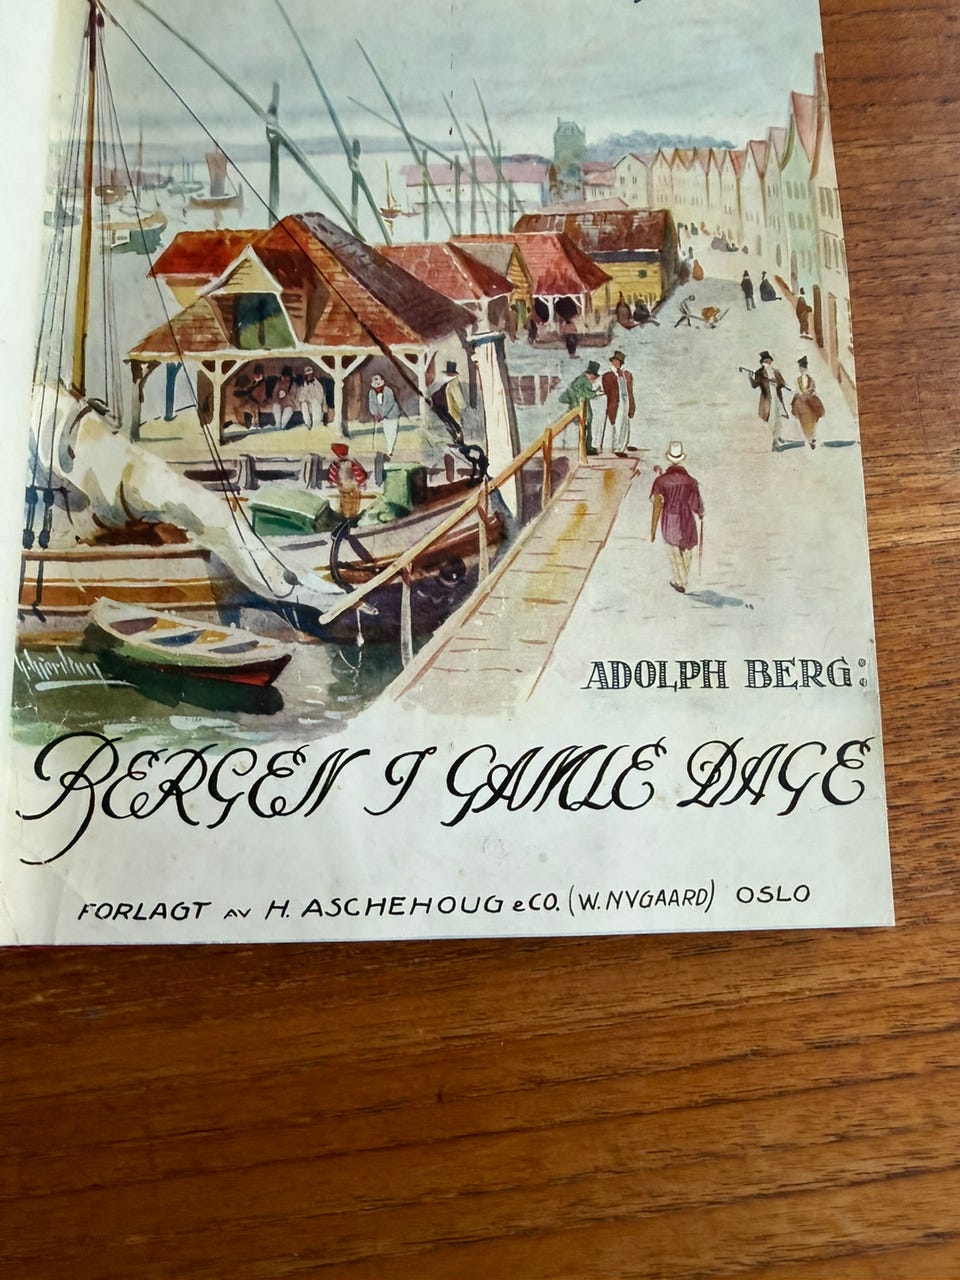 ADOLPH BERG:
BERGEN I GAMLE DAGE
FORLAGT AV H. ASCHEHOUG & CO. (W. NYGAARD) OSLO